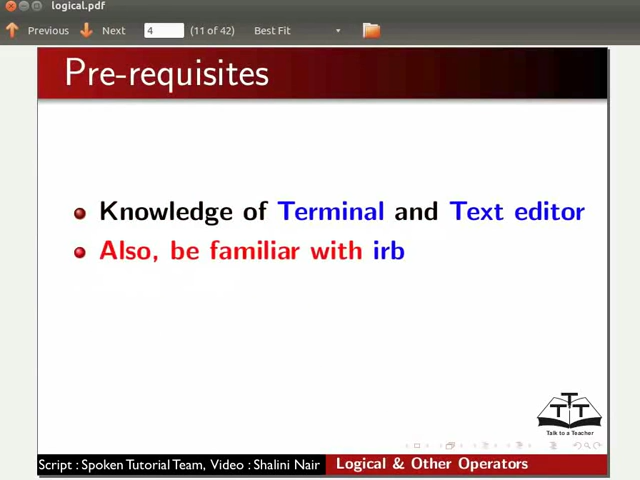 logical.pdf
Previous Next 4 (11 of 42) Best Fit
Pre-requisites
Knowledge of Terminal and Text editor
Also, be familiar with irb
T T T
Talk to a Teacher
Script : Spoken Tutorial Team, Video : Shalini Nair Logical & Other Operators